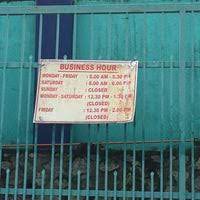 BUSINESS HOUR
MONDAY - FRIDAY : 8.00 AM - 5.30 PM
SATURDAY : 8.00 AM - 5.00 PM
SUNDAY : (CLOSED)
MONDAY - SATURDAY : 12.30 PM - 1.30 PM
(CLOSED)
FRIDAY : 12.30 PM - 2.00 PM
(CLOSED)